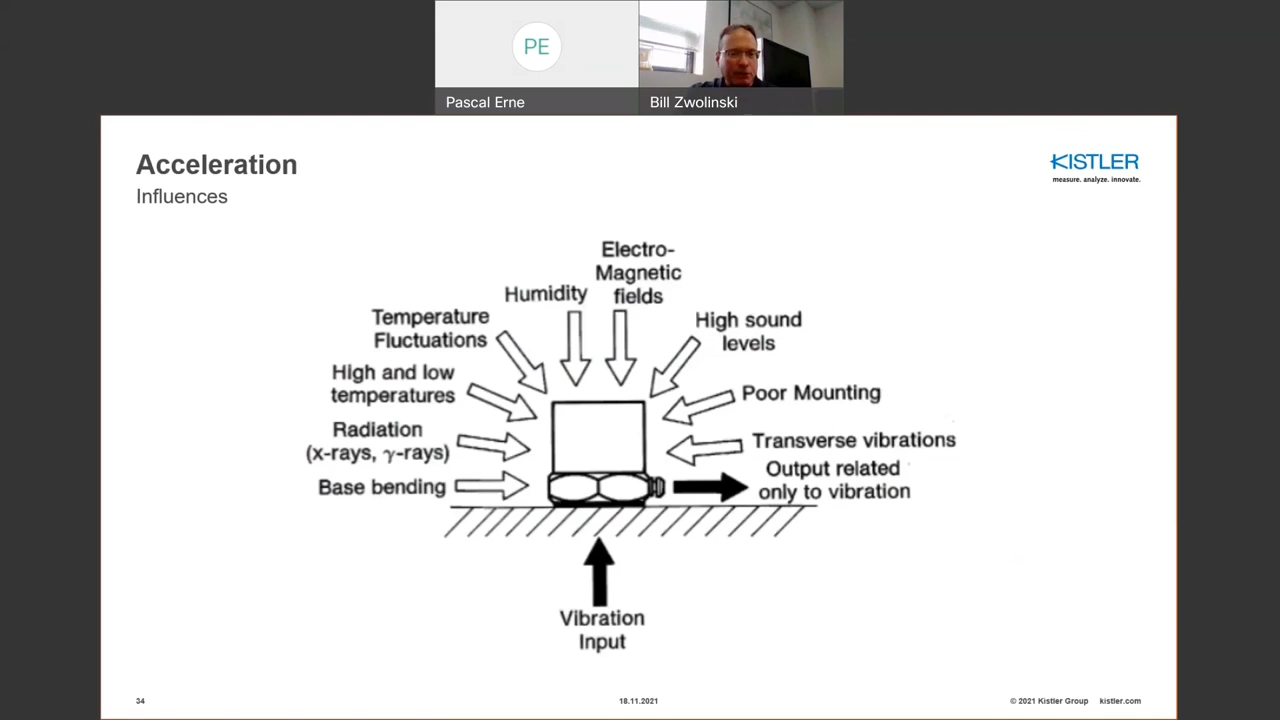 PE
Pascal Erne
Bill Zwolinski
Acceleration
Influences
KISTLER
measure. analyze. innovate.
Electro-
Magnetic
fields
Humidity
Temperature
Fluctuations
High sound
levels
High and low
temperatures
Poor Mounting
Radiation
(x-rays, γ-rays)
Transverse vibrations
Base bending
Output related
only to vibration
Vibration
Input
34
18.11.2021
© 2021 Kistler Group
kistler.com